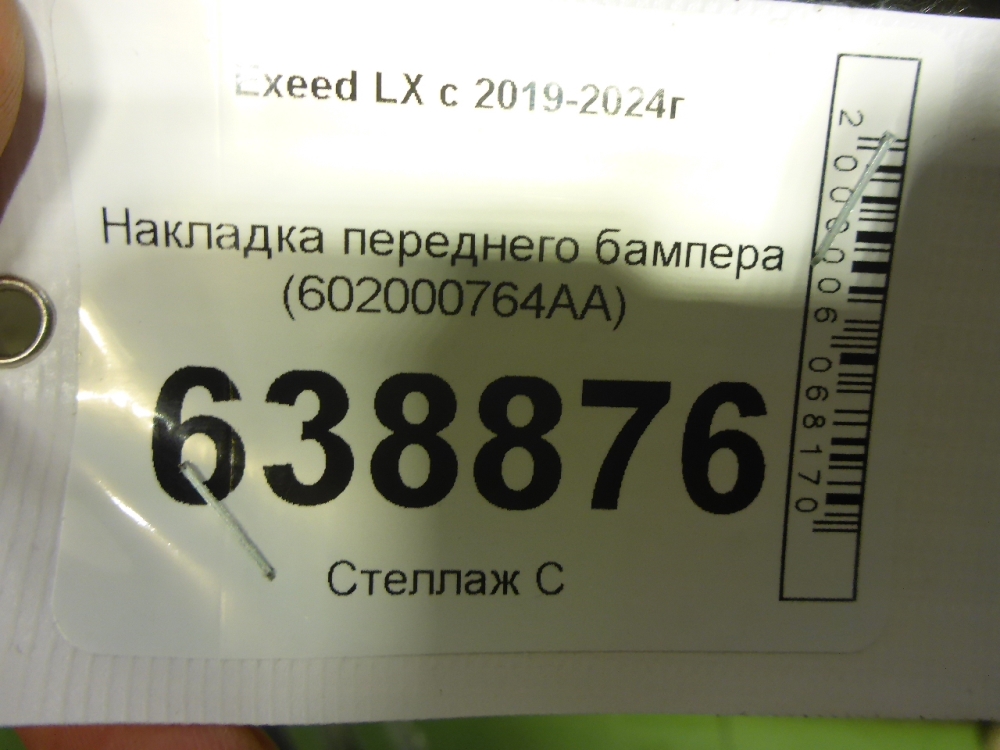 Exeed LX с 2019-2024г
Накладка переднего бампера
(602000764AA)
638876
Стеллаж С
2000006068170